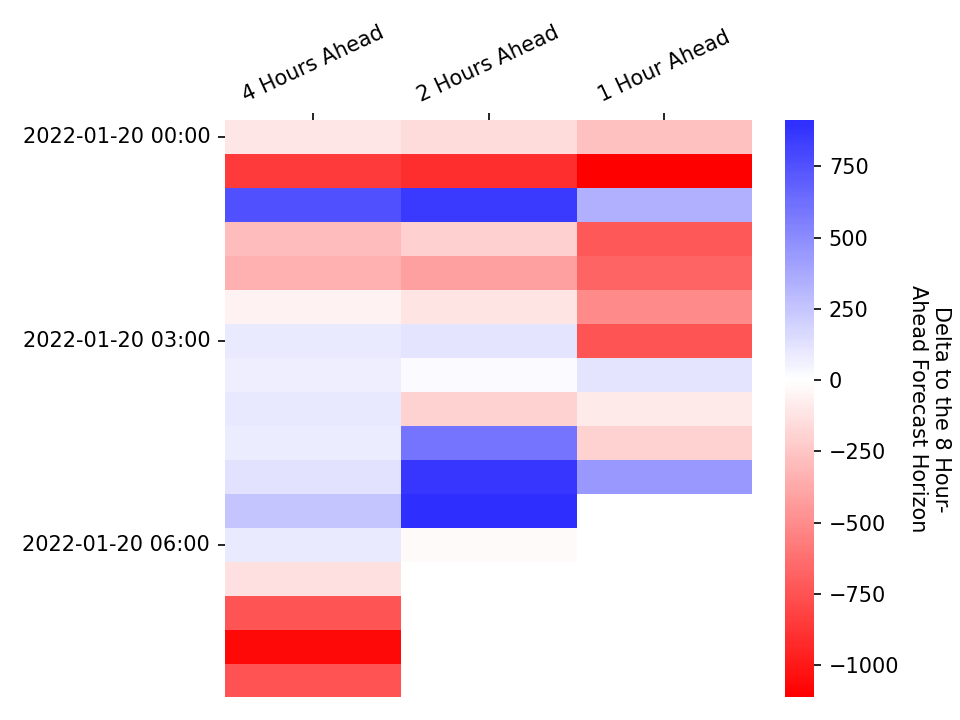 4 Hours Ahead
2 Hours Ahead
1 Hour Ahead
2022-01-20 00:00
2022-01-20 03:00
2022-01-20 06:00
750
500
250
0
−250
−500
−750
−1000
Delta to the 8 Hour-
Ahead Forecast Horizon